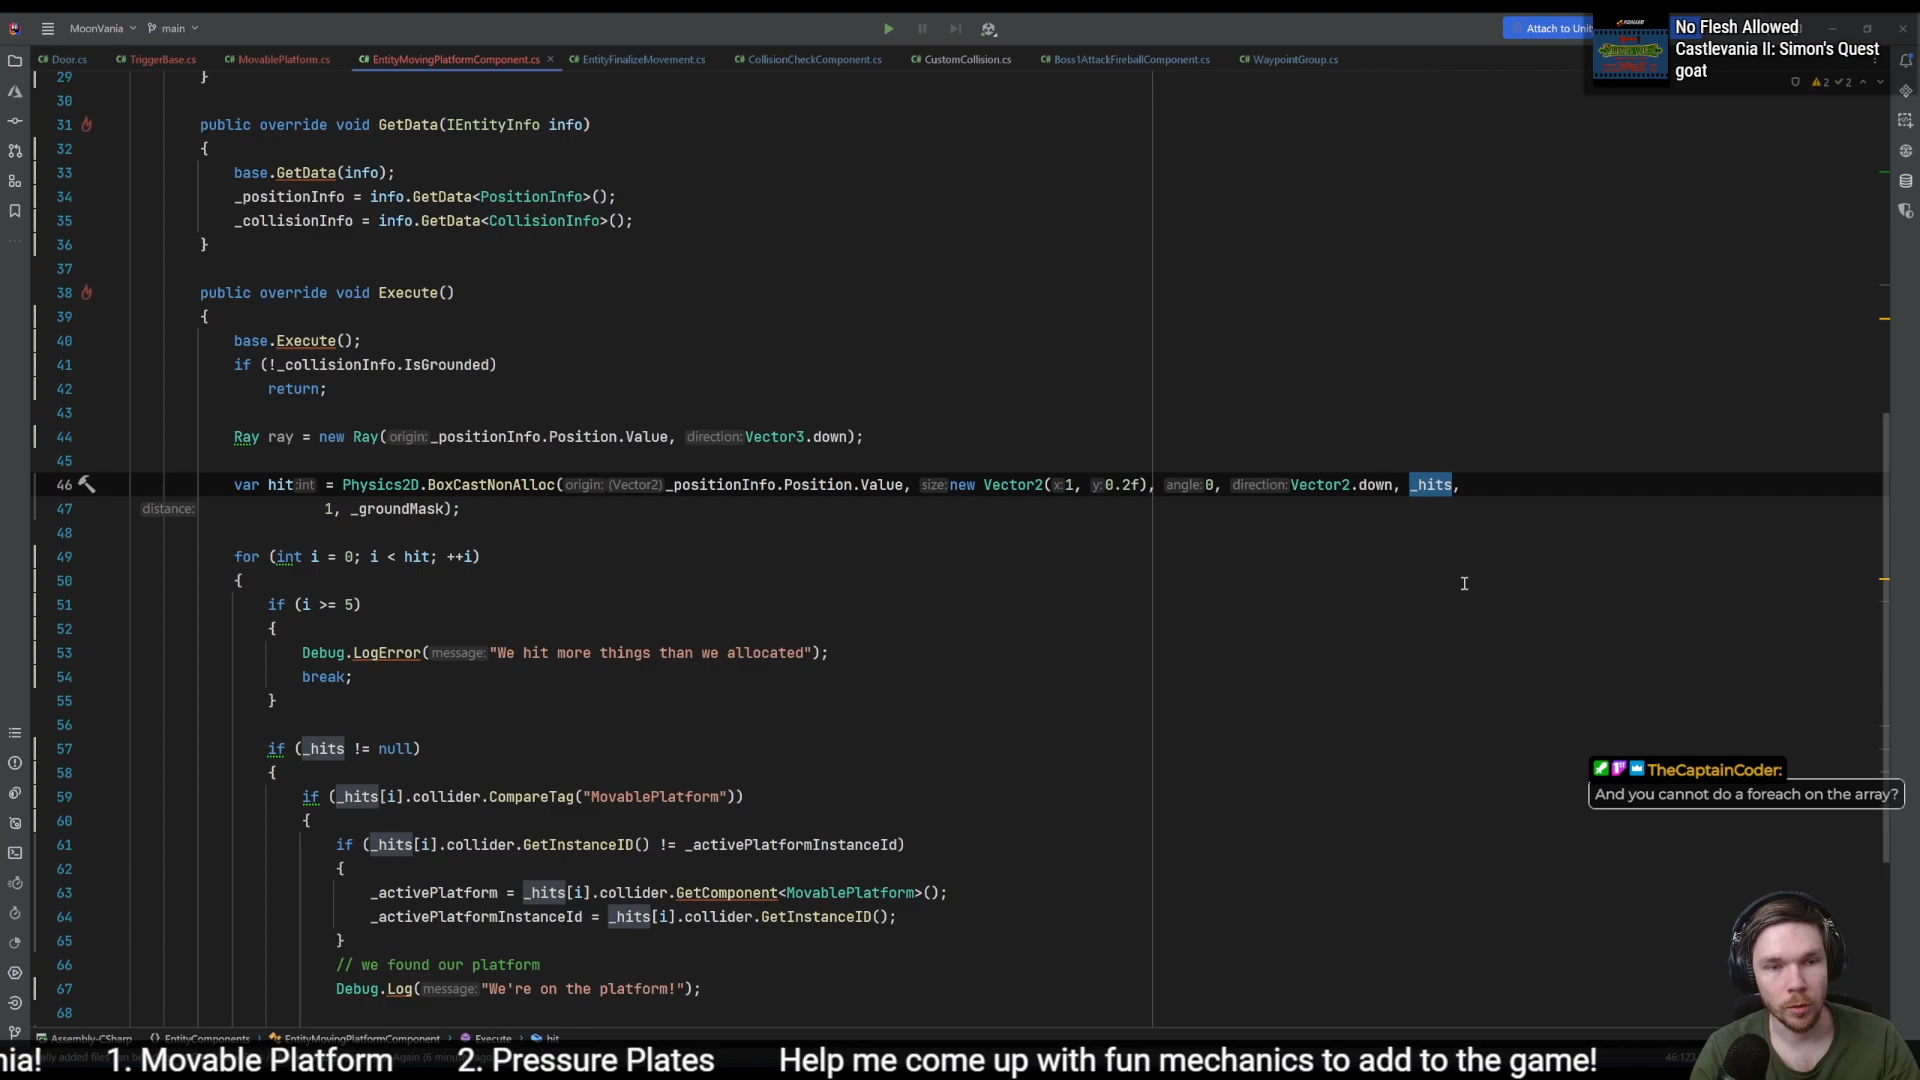 MoonVania
main
Attach to Unit
No Flesh Allowed
Castlevania II: Simon's Quest
goat
C# Door.cs
C# TriggerBase.cs
C# MovablePlatform.cs
C# EntityMovingPlatformComponent.cs
C# EntityFinalizeMovement.cs
C# CollisionCheckComponent.cs
C# CustomCollision.cs
C# Boss1AttackFireballComponent.cs
C# WaypointGroup.cs
2 2
29 }
30
31 public override void GetData(IEntityInfo info)
32 {
33 base.GetData(info);
34 _positionInfo = info.GetData<PositionInfo>();
35 _collisionInfo = info.GetData<CollisionInfo>();
36 }
37
38 public override void Execute()
39 {
40 base.Execute();
41 if (!_collisionInfo.IsGrounded)
42 return;
43
44 Ray ray = new Ray(origin:_positionInfo.Position.Value, direction:Vector3.down);
45
46 var hit:int = Physics2D.BoxCastNonAlloc(origin:(Vector2)_positionInfo.Position.Value, size:new Vector2(x:1, y:0.2f), angle:0, direction:Vector2.down, _hits,
47 distance: 1, _groundMask);
48
49 for (int i = 0; i < hit; ++i)
50 {
51 if (i >= 5)
52 {
53 Debug.LogError(message:"We hit more things than we allocated");
54 break;
55 }
56
57 if (_hits != null)
58 {
59 if (_hits[i].collider.CompareTag("MovablePlatform"))
60 {
61 if (_hits[i].collider.GetInstanceID() != _activePlatformInstanceId)
62 {
63 _activePlatform = _hits[i].collider.GetComponent<MovablePlatform>();
64 _activePlatformInstanceId = _hits[i].collider.GetInstanceID();
65 }
66 // we found our platform
67 Debug.Log(message:"We're on the platform!");
68
TheCaptainCoder:
And you cannot do a foreach on the array?
Assembly-CSharp
EntityComponents
EntityMovingPlatformComponent
Execute
hit
nia! 1. Movable Platform 2. Pressure Plates Help me come up with fun mechanics to add to the game!